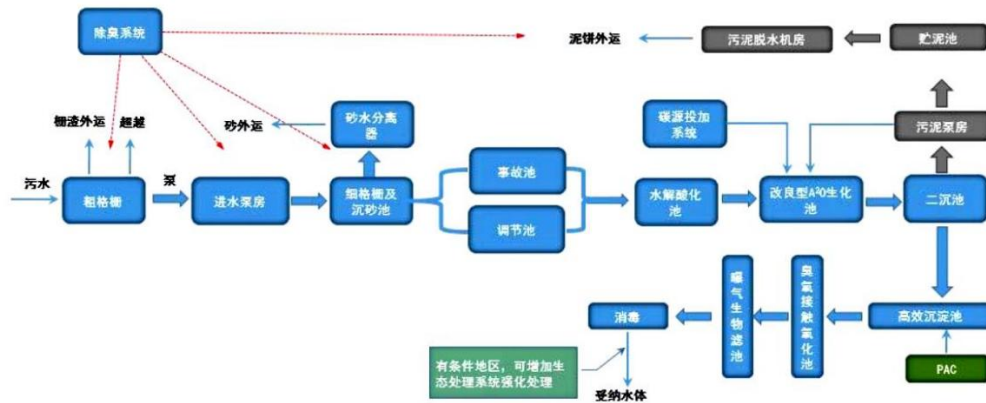 除臭系统
泥饼外运
污泥脱水机房
贮泥池
栅渣外运
超越
砂外运
砂水分离
器
碳源投加
系统
污泥泵房
污水
粗格栅
泵
进水泵房
细格栅及
沉砂池
事故池
调节池
水解酸化
池
改良型A²O生化
池
二沉池
消毒
曝气生物滤池
臭氧接触氧化池
高效沉淀池
有条件地区，可增加生
态处理系统强化处理
受纳水体
PAC